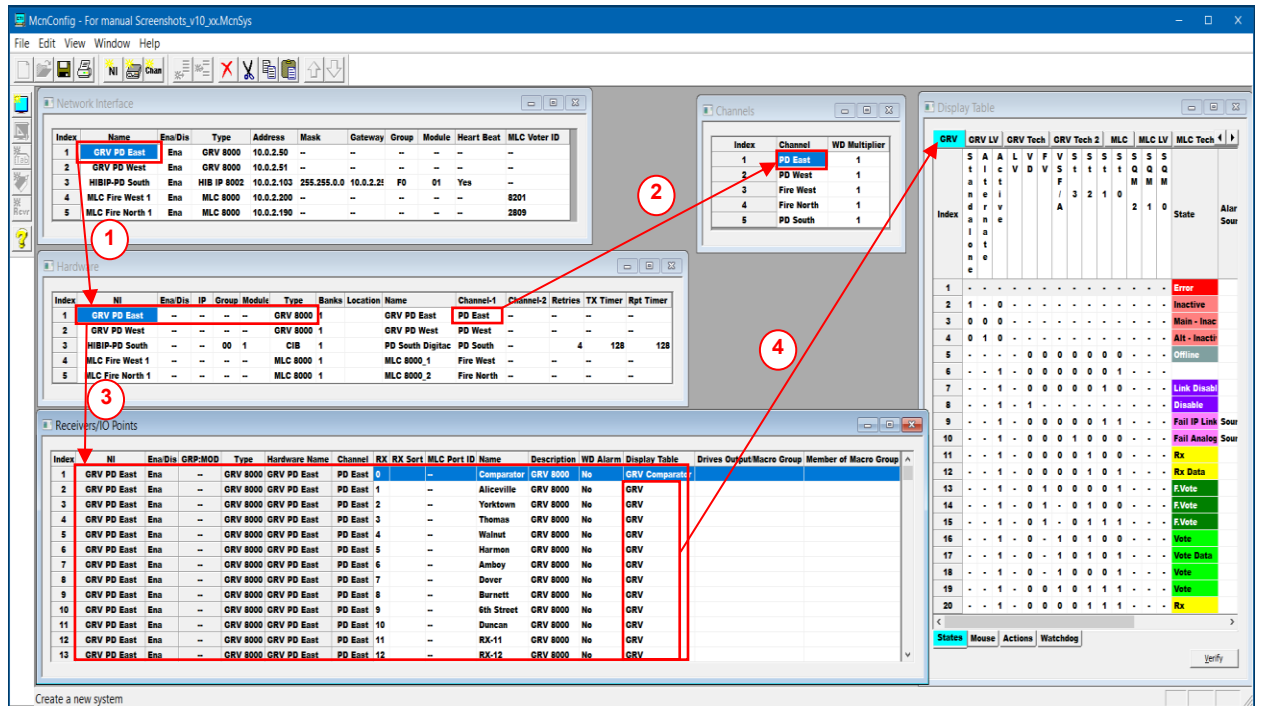 McnConfig - For manual Screenshots_v10_xx.McnSys
File Edit View Window Help
NI Chan
Network Interface
Index Name Ena/Dis Type Address Mask Gateway Group Module Heart Beat MLC Voter ID
1 GRV PD East Ena GRV 8000 10.0.2.50 -- -- -- -- -- --
2 GRV PD West Ena GRV 8000 10.0.2.51 -- -- -- -- -- --
3 HIBIP-PD South Ena HIB IP 8002 10.0.2.103 255.255.0.0 10.0.2.25 F0 01 Yes --
4 MLC Fire West 1 Ena MLC 8000 10.0.2.200 -- -- -- -- -- 8201
5 MLC Fire North 1 Ena MLC 8000 10.0.2.190 -- -- -- -- -- 2809
1
Channels
Index Channel WD Multiplier
1 PD East 1
2 PD West 1
3 Fire West 1
4 Fire North 1
5 PD South 1
2
Hardware
Index NI Ena/Dis IP Group Module Type Banks Location Name Channel-1 Channel-2 Retries TX Timer Rpt Timer
1 GRV PD East -- -- -- -- GRV 8000 1 GRV PD East PD East -- -- -- --
2 GRV PD West -- -- -- -- GRV 8000 1 GRV PD West PD West -- -- -- --
3 HIBIP-PD South -- -- 00 1 CIB 1 PD South Digitac PD South -- 4 128 128
4 MLC Fire West 1 -- -- -- -- MLC 8000 1 MLC 8000_1 Fire West -- -- -- --
5 MLC Fire North 1 -- -- -- -- MLC 8000 1 MLC 8000_2 Fire North -- -- -- --
3
4
Receivers/IO Points
Index NI Ena/Dis GRP:MOD Type Hardware Name Channel RX RX Sort MLC Port ID Name Description WD Alarm Display Table Drives Output/Macro Group Member of Macro Group
1 GRV PD East Ena -- GRV 8000 GRV PD East PD East 0 -- Comparator GRV 8000 No GRV Comparator
2 GRV PD East Ena -- GRV 8000 GRV PD East PD East 1 -- Aliceville GRV 8000 No GRV
3 GRV PD East Ena -- GRV 8000 GRV PD East PD East 2 -- Yorktown GRV 8000 No GRV
4 GRV PD East Ena -- GRV 8000 GRV PD East PD East 3 -- Thomas GRV 8000 No GRV
5 GRV PD East Ena -- GRV 8000 GRV PD East PD East 4 -- Walnut GRV 8000 No GRV
6 GRV PD East Ena -- GRV 8000 GRV PD East PD East 5 -- Harmon GRV 8000 No GRV
7 GRV PD East Ena -- GRV 8000 GRV PD East PD East 6 -- Amboy GRV 8000 No GRV
8 GRV PD East Ena -- GRV 8000 GRV PD East PD East 7 -- Dover GRV 8000 No GRV
9 GRV PD East Ena -- GRV 8000 GRV PD East PD East 8 -- Burnett GRV 8000 No GRV
10 GRV PD East Ena -- GRV 8000 GRV PD East PD East 9 -- 6th Street GRV 8000 No GRV
11 GRV PD East Ena -- GRV 8000 GRV PD East PD East 10 -- Duncan GRV 8000 No GRV
12 GRV PD East Ena -- GRV 8000 GRV PD East PD East 11 -- RX-11 GRV 8000 No GRV
13 GRV PD East Ena -- GRV 8000 GRV PD East PD East 12 -- RX-12 GRV 8000 No GRV
Display Table
GRV GRV LV GRV Tech GRV Tech 2 MLC MLC LV MLC Tech
Index Standalone Alternate Active LV VD FV VSF/A St3 St2 St1 St0 SQM2 SQM1 SQM0 State Alar Sour
1 - - - - - - - - - - - - - - Error
2 1 - 0 - - - - - - - - - - - Inactive
3 0 0 0 - - - - - - - - - - - Main - Inac
4 0 1 0 - - - - - - - - - - - Alt - Inacti
5 - - - - 0 0 0 0 0 0 0 - - - Offline
6 - - 1 - 0 0 0 0 0 0 1 - - -
7 - - 1 - 0 0 0 0 0 1 0 - - - Link Disabl
8 - - 1 - 1 - - - - - - - - - Disable
9 - - 1 - 0 0 0 0 0 1 1 - - - Fail IP Link Sour
10 - - 1 - 0 0 0 0 1 0 0 - - - Fail Analog Sour
11 - - 1 - 0 0 0 0 1 0 0 - - - Rx
12 - - 1 - 0 0 0 0 1 0 1 - - - Rx Data
13 - - 1 - 0 1 0 0 0 0 1 - - - F.Vote
14 - - 1 - 0 1 - 0 1 0 0 - - - F.Vote
15 - - 1 - 0 1 - 0 1 1 1 - - - F.Vote
16 - - 1 - 0 - 1 0 1 0 0 - - - Vote
17 - - 1 - 0 - 1 0 1 0 1 - - - Vote Data
18 - - 1 - 0 - 1 0 0 0 1 - - - Vote
19 - - 1 - 0 0 1 0 1 1 1 - - - Vote
20 - - 1 - 0 0 0 0 1 1 1 - - - Rx
States Mouse Actions Watchdog
Verify
Create a new system